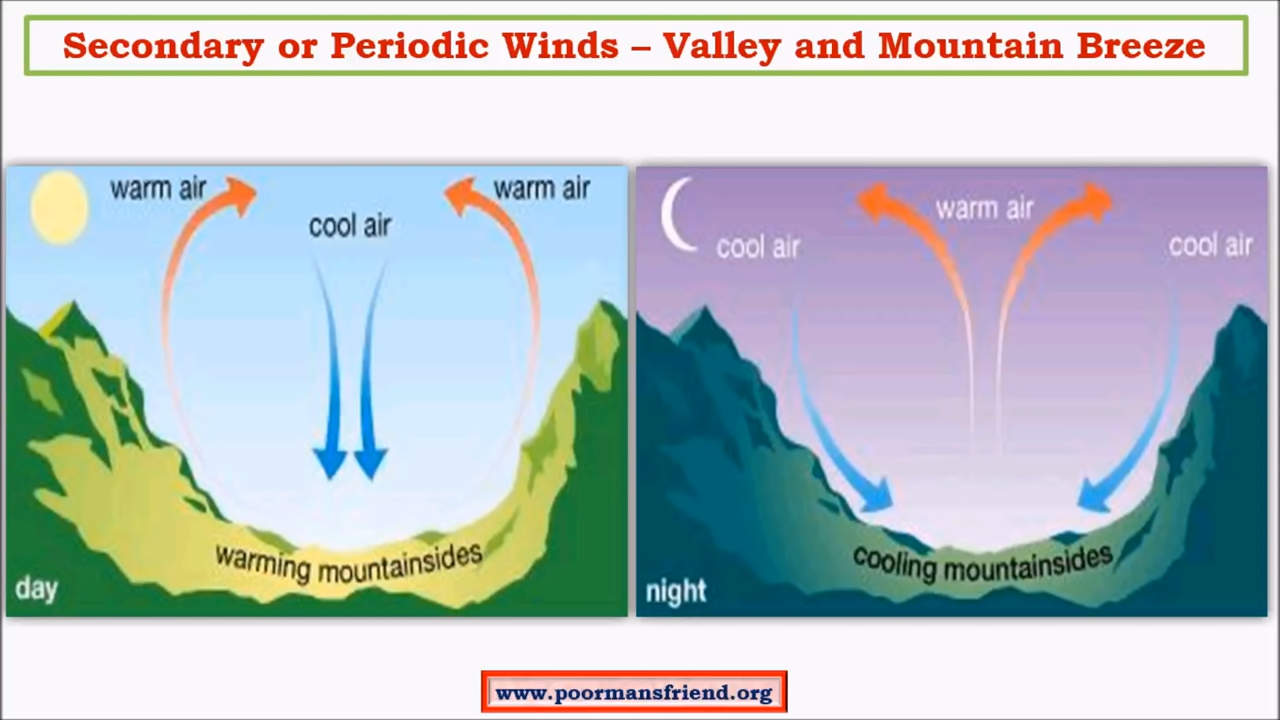 Secondary or Periodic Winds – Valley and Mountain Breeze
warm air
warm air
cool air
warming mountainsides
day
warm air
cool air
cool air
cooling mountainsides
night
www.poormansfriend.org